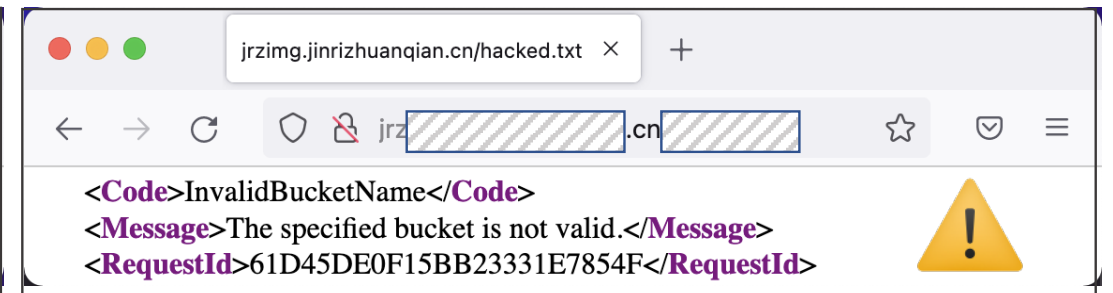 jrzimg.jinrizhuanqian.cn/hacked.txt
jrz .cn
<Code>InvalidBucketName</Code>
<Message>The specified bucket is not valid.</Message>
<RequestId>61D45DE0F15BB23331E7854F</RequestId>